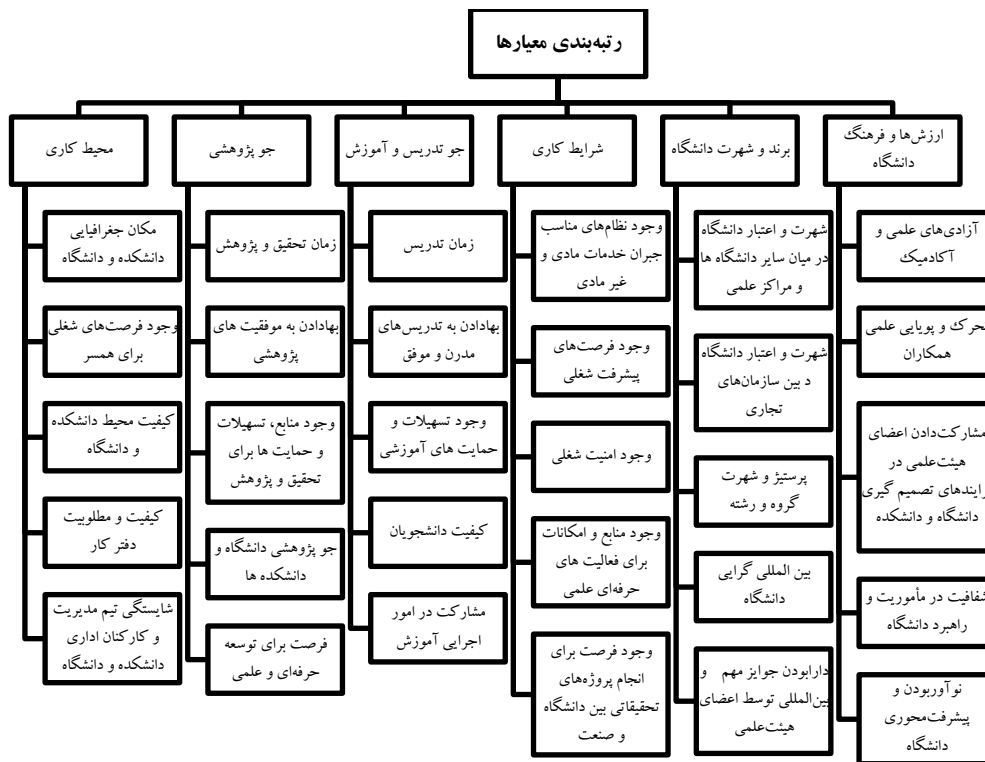 رتبه‌بندی معیارها
ارزش‌ها و فرهنگ
دانشگاه
آزادی‌های علمی و
آکادمیک
تحرک و پویایی علمی
همکاران
مشارکت‌دادن اعضای
هیئت‌علمی در
رایندهای تصمیم گیری
دانشگاه و دانشکده
شفافیت در مأموریت و
راهبرد دانشگاه
نوآوربودن و
پیشرفت‌محوری
دانشگاه
برند و شهرت دانشگاه
شهرت و اعتبار دانشگاه
در میان سایر دانشگاه ها
و مراکز علمی
شهرت و اعتبار دانشگاه
د بین سازمان‌های
تجاری
پرستیژ و شهرت
گروه و رشته
بین المللی گرایی
دانشگاه
دارابودن جوایز مهم و
بین‌المللی توسط اعضای
هیئت‌علمی
شرایط کاری
وجود نظام‌های مناسب
جبران خدمات مادی و
غیر مادی
وجود فرصت‌های
پیشرفت شغلی
وجود امنیت شغلی
وجود منابع و امکانات
برای فعالیت های
حرفه‌ای علمی
وجود فرصت برای
انجام پروژه‌های
تحقیقاتی بین دانشگاه
و صنعت
جو تدریس و آموزش
زمان تدریس
بهادادن به تدریس‌های
مدرن و موفق
وجود تسهیلات و
حمایت های آموزشی
کیفیت دانشجویان
مشارکت در امور
اجرایی آموزش
جو پژوهشی
زمان تحقیق و پژوهش
بهادادن به موفقیت های
پژوهشی
وجود منابع، تسهیلات
و حمایت ها برای
تحقیق و پژوهش
جو پژوهشی دانشگاه و
دانشکده ها
فرصت برای توسعه
حرفه‌ای و علمی
محیط کاری
مکان جغرافیایی
دانشکده و دانشگاه
وجود فرصت‌های شغلی
برای همسر
کیفیت محیط دانشکده
و دانشگاه
کیفیت و مطلوبیت
دفتر کار
شایستگی تیم مدیریت
و کارکنان اداری
دانشکده و دانشگاه